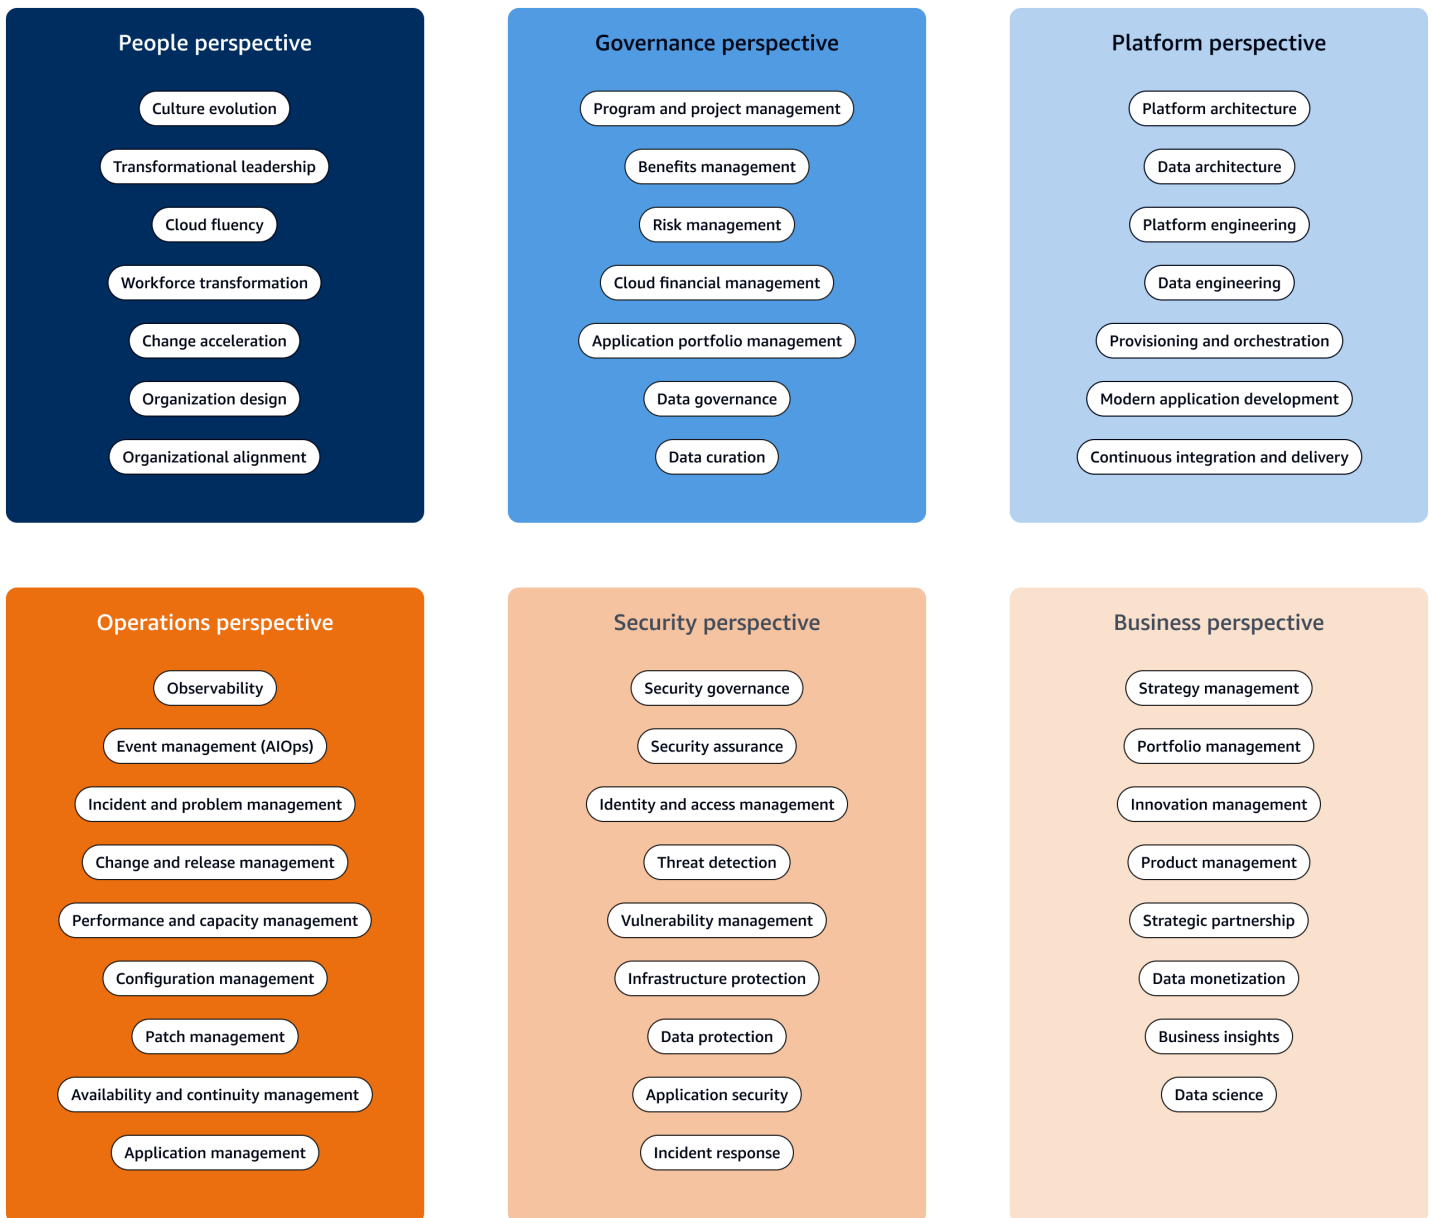 People perspective
Culture evolution
Transformational leadership
Cloud fluency
Workforce transformation
Change acceleration
Organization design
Organizational alignment
Governance perspective
Program and project management
Benefits management
Risk management
Cloud financial management
Application portfolio management
Data governance
Data curation
Platform perspective
Platform architecture
Data architecture
Platform engineering
Data engineering
Provisioning and orchestration
Modern application development
Continuous integration and delivery
Operations perspective
Observability
Event management (AIOps)
Incident and problem management
Change and release management
Performance and capacity management
Configuration management
Patch management
Availability and continuity management
Application management
Security perspective
Security governance
Security assurance
Identity and access management
Threat detection
Vulnerability management
Infrastructure protection
Data protection
Application security
Incident response
Business perspective
Strategy management
Portfolio management
Innovation management
Product management
Strategic partnership
Data monetization
Business insights
Data science